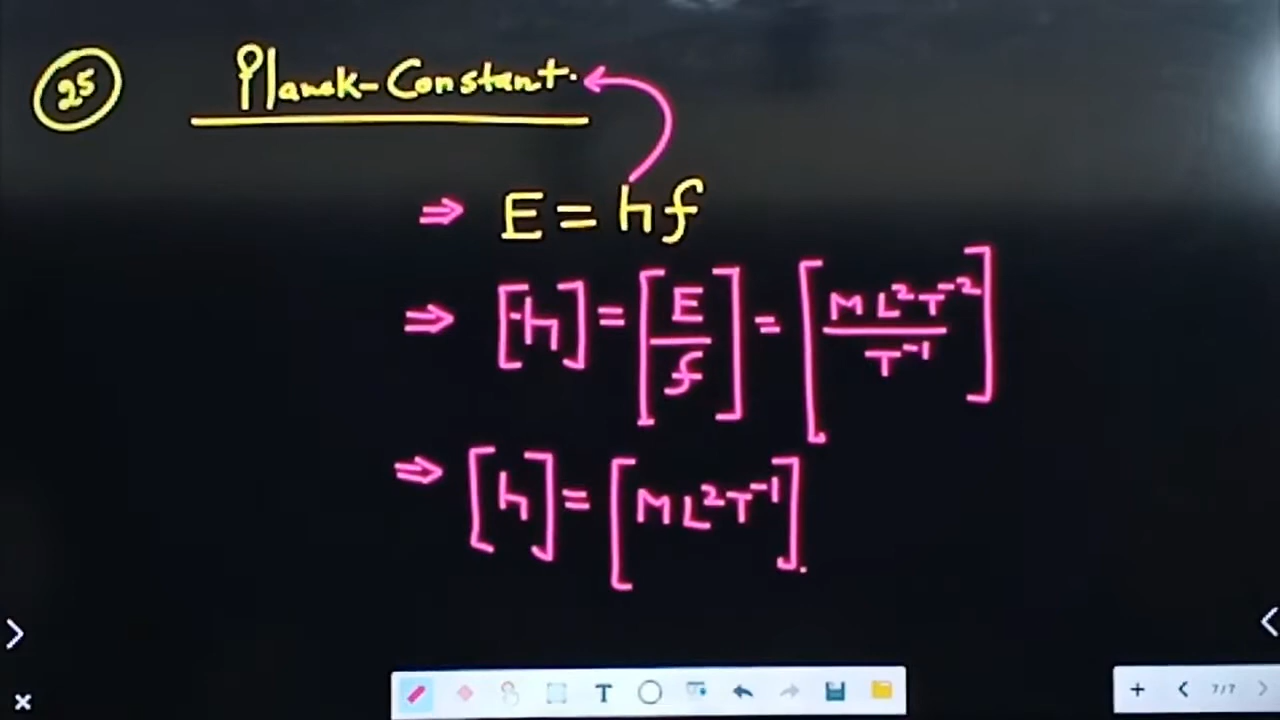 25 Planck-Constant.
⇒ E = hf
⇒ [h] = [E/f] = [ML²T⁻²/T⁻¹]
⇒ [h] = [ML²T⁻¹].
T
7/7